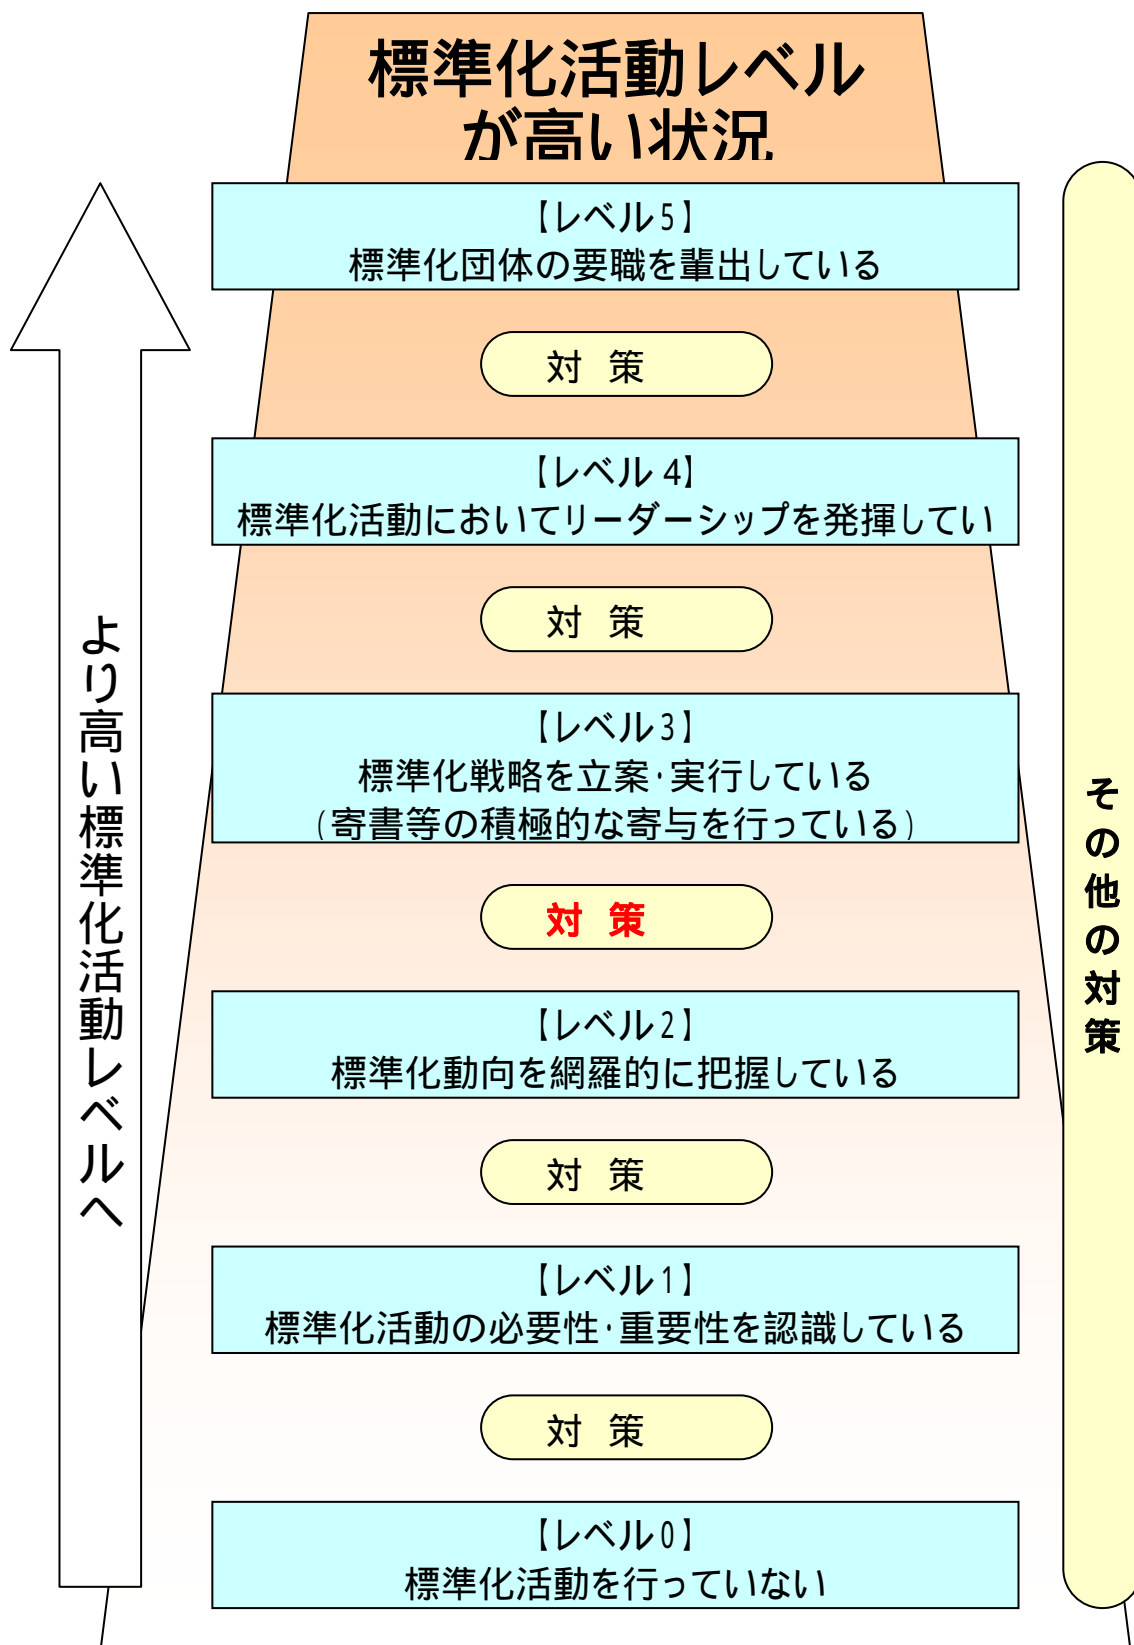 標準化活動レベル
が高い状況
【レベル5】
標準化団体の要職を輩出している
対 策
【レベル 4】
標準化活動においてリーダーシップを発揮してい
対 策
【レベル3】
標準化戦略を立案・実行している
(寄書等の積極的な寄与を行っている)
対 策
【レベル2】
標準化動向を網羅的に把握している
対 策
【レベル1】
標準化活動の必要性・重要性を認識している
対 策
【レベル0】
標準化活動を行っていない
より高い標準化活動レベルへ
その他の対策